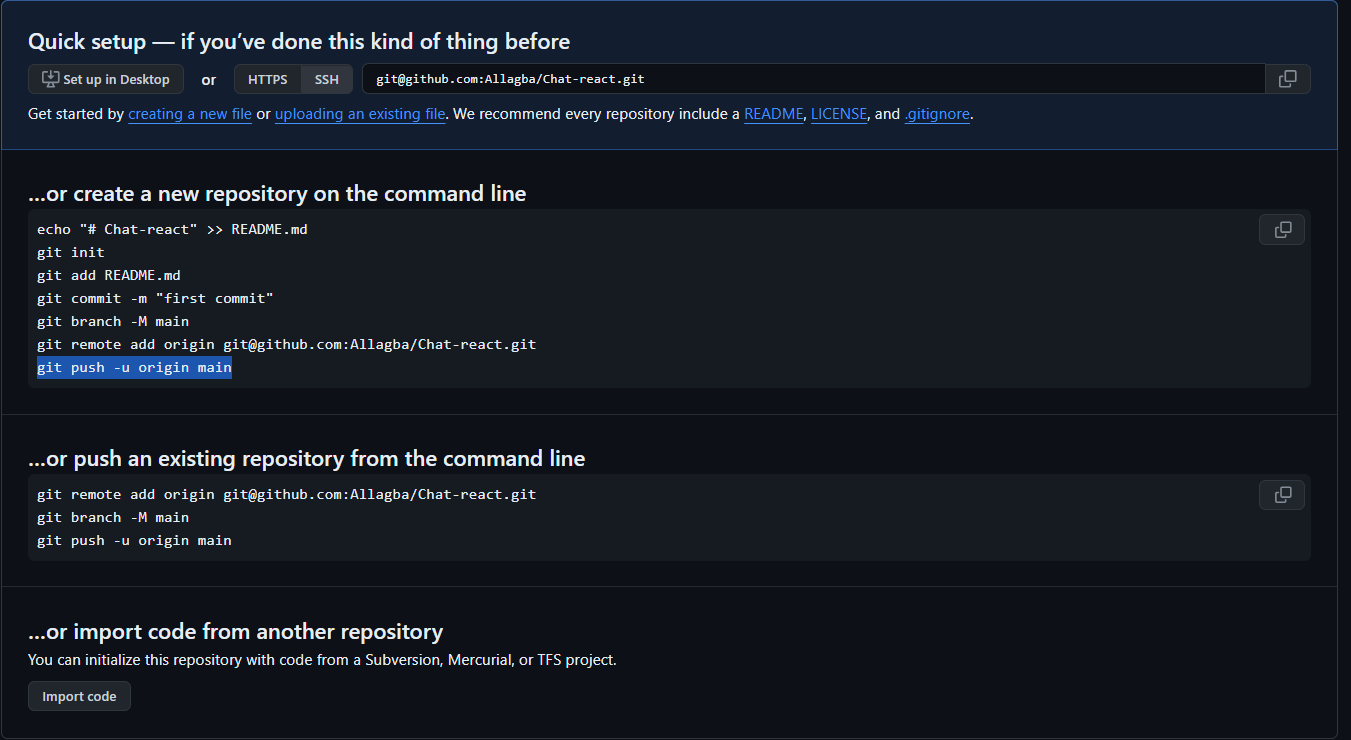 Quick setup — if you’ve done this kind of thing before
Set up in Desktop or HTTPS SSH git@github.com:Allagba/Chat-react.git
Get started by creating a new file or uploading an existing file. We recommend every repository include a README, LICENSE, and .gitignore.
...or create a new repository on the command line
echo "# Chat-react" >> README.md
git init
git add README.md
git commit -m "first commit"
git branch -M main
git remote add origin git@github.com:Allagba/Chat-react.git
git push -u origin main
...or push an existing repository from the command line
git remote add origin git@github.com:Allagba/Chat-react.git
git branch -M main
git push -u origin main
...or import code from another repository
You can initialize this repository with code from a Subversion, Mercurial, or TFS project.
Import code